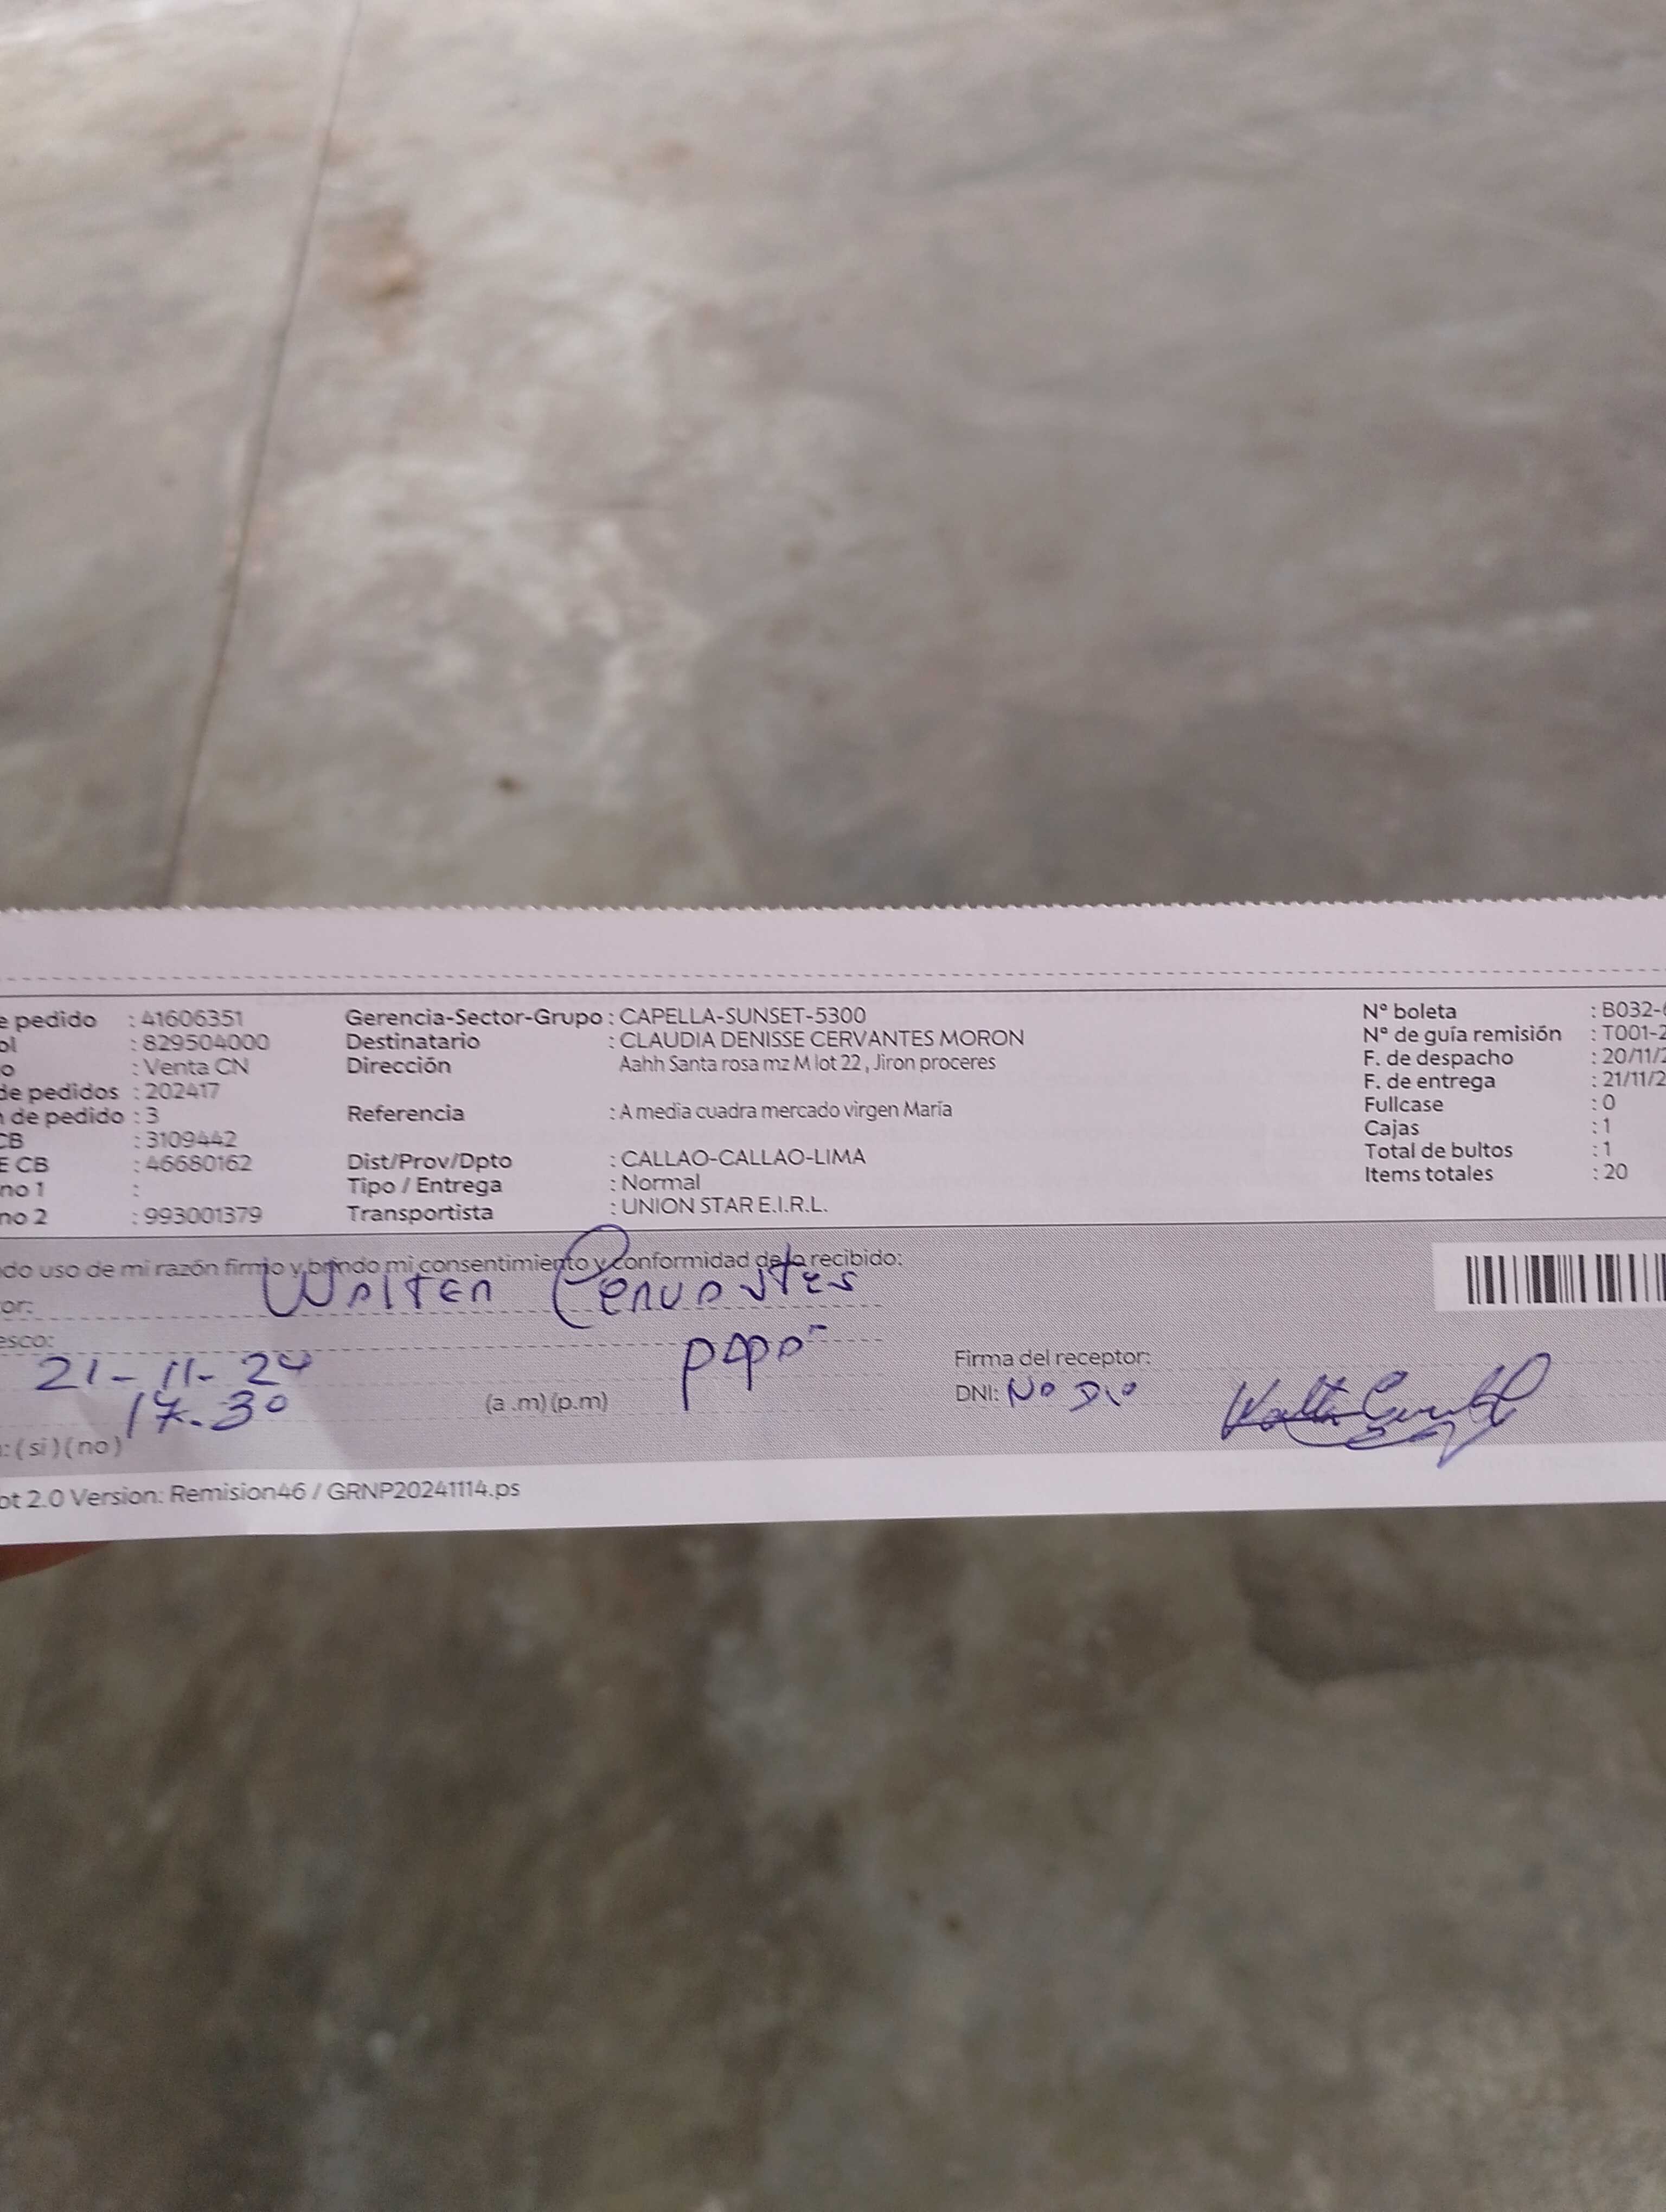 e pedido : 41606351 Gerencia-Sector-Grupo : CAPELLA-SUNSET-5300 N° boleta : B032-
ol : 829504000 Destinatario : CLAUDIA DENISSE CERVANTES MORON N° de guía remisión : T001-2
o : Venta CN Dirección Aahh Santa rosa mz M lot 22 , Jiron proceres F. de despacho : 20/11/2
de pedidos : 202417 F. de entrega : 21/11/2
n de pedido : 3 Referencia : A media cuadra mercado virgen María Fullcase : 0
CB : 3109442 Cajas : 1
E CB : 46680162 Dist/Prov/Dpto : CALLAO-CALLAO-LIMA Total de bultos : 1
no 1 : Tipo / Entrega : Normal Items totales : 20
no 2 : 993001379 Transportista : UNION STAR E.I.R.L.
do uso de mi razón firmo y brindo mi consentimiento y conformidad de lo recibido:
or: Walter Cervantes
esco: papá
21-11-24 Firma del receptor:
17.30 (a .m) (p.m) DNI: No Dio
: ( si ) ( no )
ot 2.0 Version: Remision46 / GRNP20241114.ps